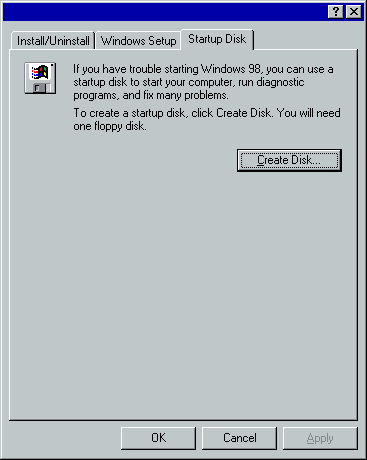 Install/Uninstall Windows Setup Startup Disk
If you have trouble starting Windows 98, you can use a
startup disk to start your computer, run diagnostic
programs, and fix many problems.
To create a startup disk, click Create Disk. You will need
one floppy disk.
Create Disk...
OK Cancel Apply